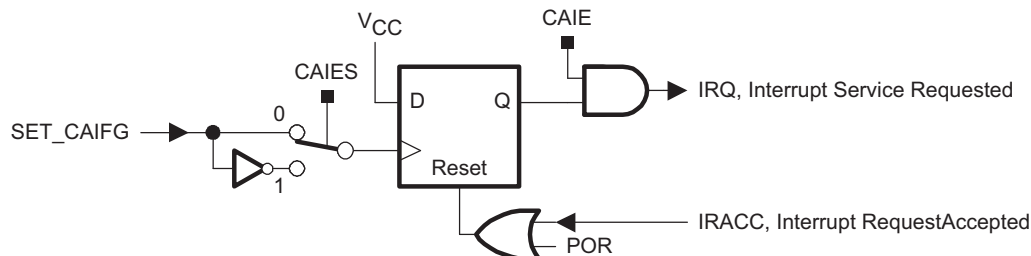 CAIE
VCC
CAIES
D
Q
IRQ, Interrupt Service Requested
0
SET_CAIFG
Reset
1
IRACC, Interrupt RequestAccepted
POR